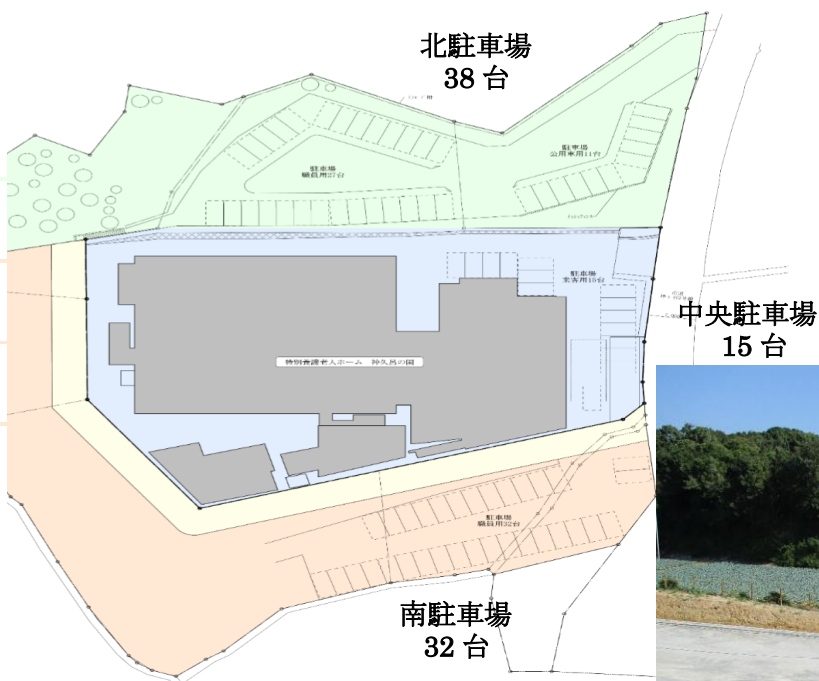 北駐車場
38 台
駐車場
職員用27台
駐車場
公用車用11台
駐車場
来客用15台
中央駐車場
15 台
特別養護老人ホーム　神久呂の園
駐車場
職員用32台
南駐車場
32 台